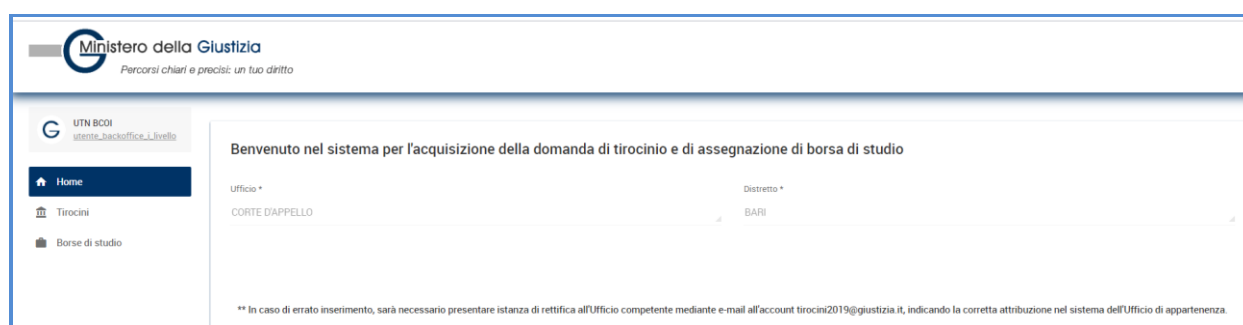 Ministero della Giustizia
Percorsi chiari e precisi: un tuo diritto
UTN BCOI
utente_backoffice_i_livello
Home
Tirocini
Borse di studio
Benvenuto nel sistema per l'acquisizione della domanda di tirocinio e di assegnazione di borsa di studio
Ufficio * Distretto *
CORTE D'APPELLO BARI
** In caso di errato inserimento, sarà necessario presentare istanza di rettifica all'Ufficio competente mediante e-mail all'account tirocini2019@giustizia.it, indicando la corretta attribuzione nel sistema dell'Ufficio di appartenenza.